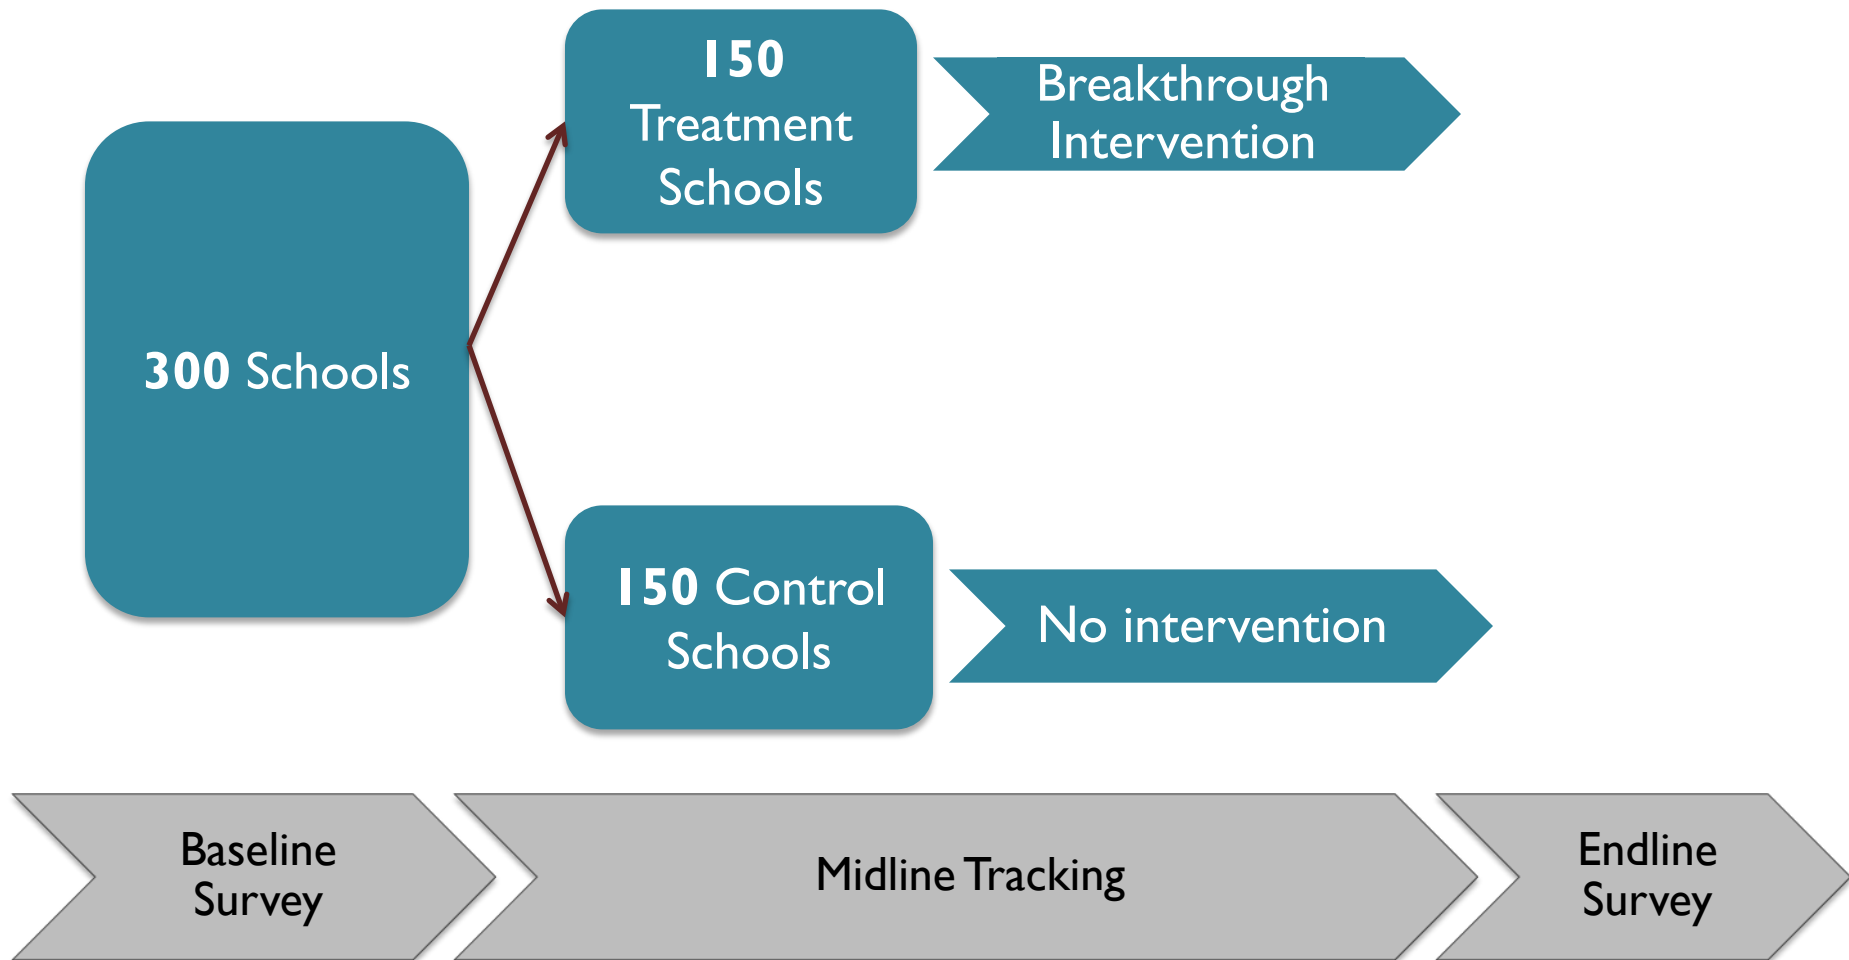 150
Treatment
Schools
Breakthrough
Intervention
300 Schools
150 Control
Schools
No intervention
Baseline
Survey
Midline Tracking
Endline
Survey